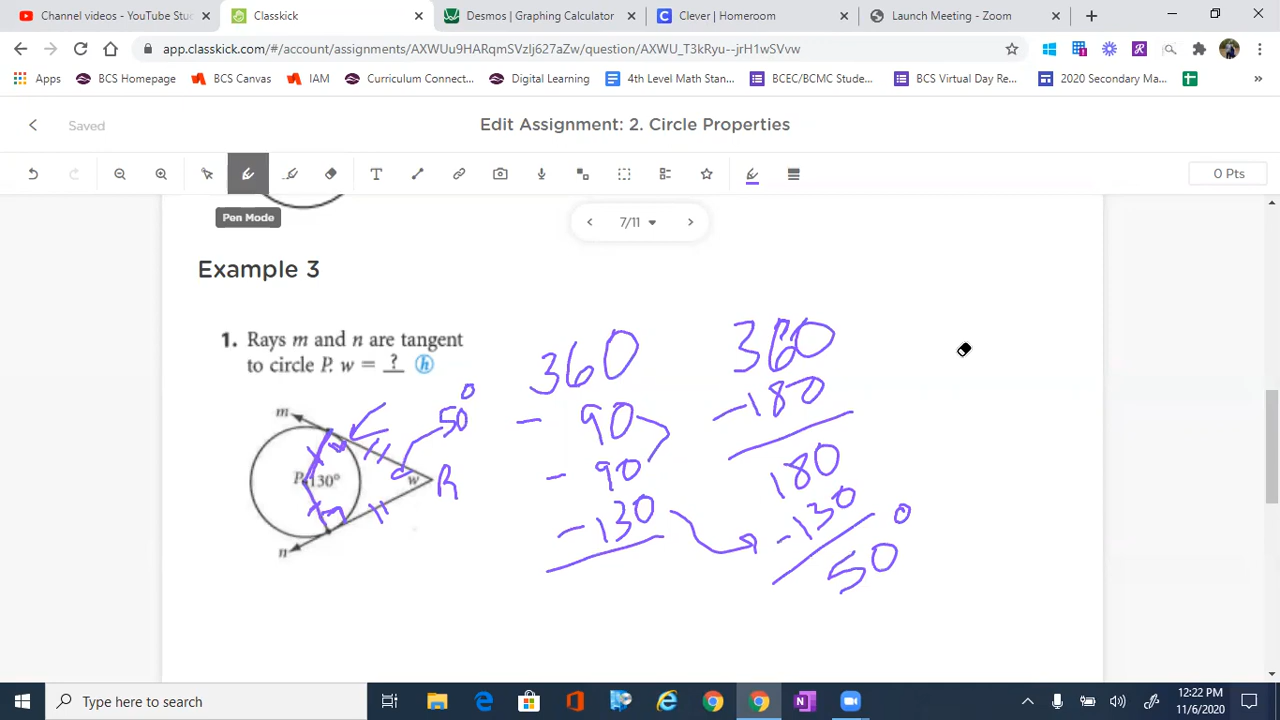 Channel videos - YouTube Stu
Classkick
Desmos | Graphing Calculator
Clever | Homeroom
Launch Meeting - Zoom
app.classkick.com/#/account/assignments/AXWUu9HARqmSVzIj627aZw/question/AXWU_T3kRyu--jrH1wSVvw
Apps
BCS Homepage
BCS Canvas
IAM
Curriculum Connect...
Digital Learning
4th Level Math Stan...
BCEC/BCMC Stude...
BCS Virtual Day Re...
2020 Secondary Ma...
Saved
Edit Assignment: 2. Circle Properties
0 Pts
Pen Mode
7/11
Example 3
1. Rays m and n are tangent
to circle P. w = ? h
m
50°
P 130°
w
R
n
360
- 90
- 90
-130
360
-180
180
-130
50°
Type here to search
12:22 PM
11/6/2020